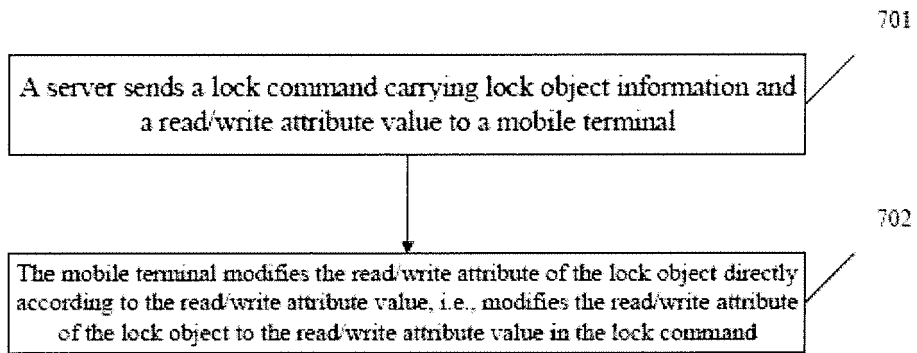 701
A server sends a lock command carrying lock object information and
a read/write attribute value to a mobile terminal
702
The mobile terminal modifies the read/write attribute of the lock object directly
according to the read/write attribute value, i.e., modifies the read/write attribute
of the lock object to the read/write attribute value in the lock command